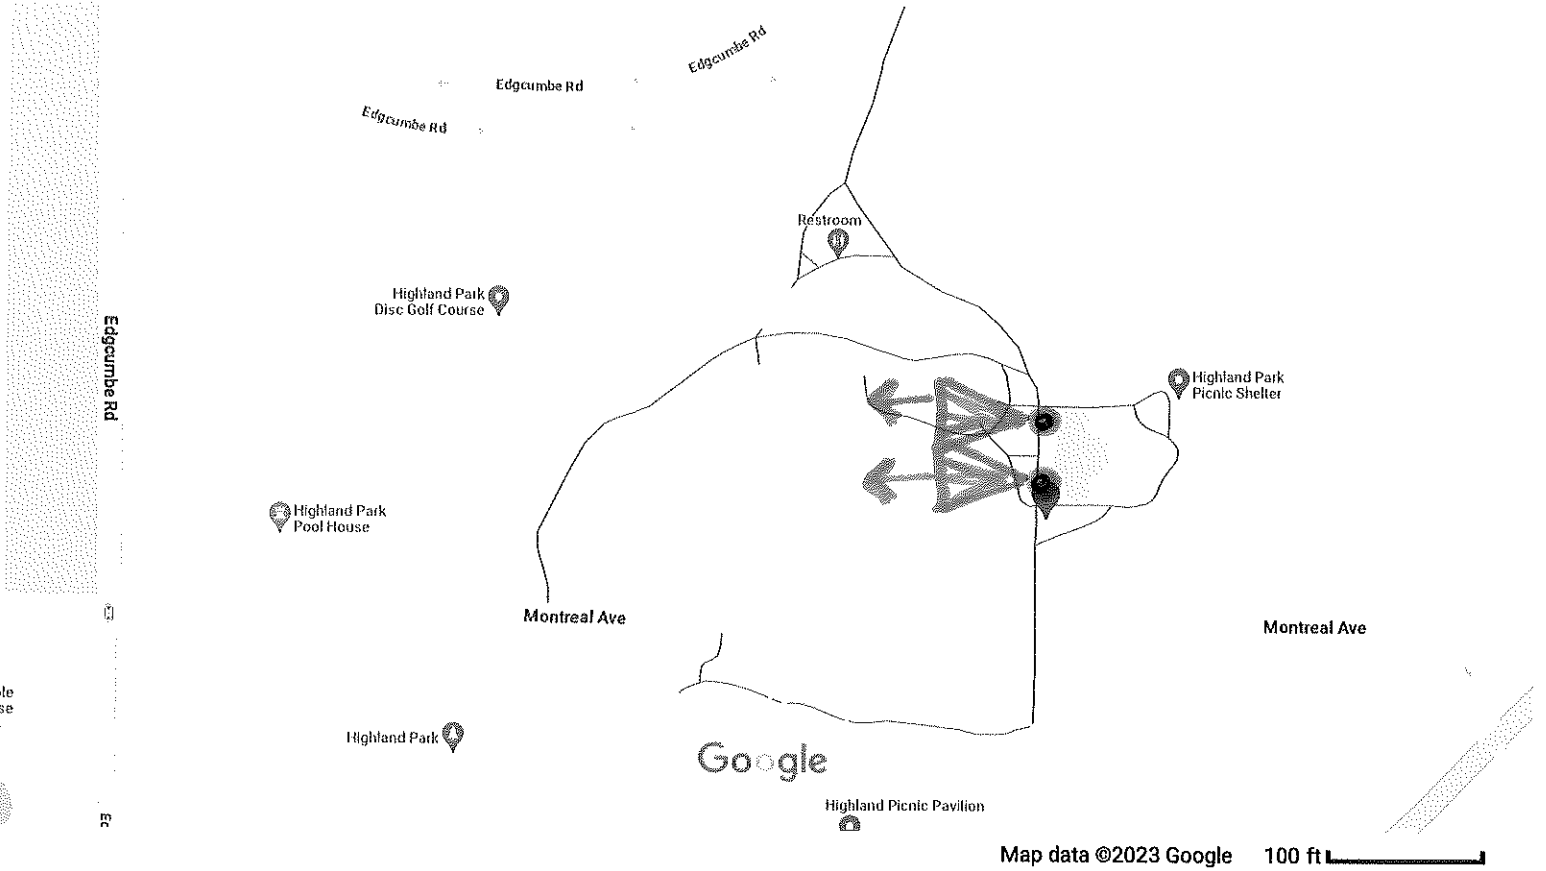 Edgcumbe Rd
Edgcumbe Rd
Edgcumbe Rd
Restroom
Highland Park
Disc Golf Course
Edgcumbe Rd
Highland Park
Picnic Shelter
Highland Park
Pool House
Montreal Ave
Montreal Ave
Highland Park
Google
Highland Picnic Pavilion
Map data ©2023 Google 100 ft